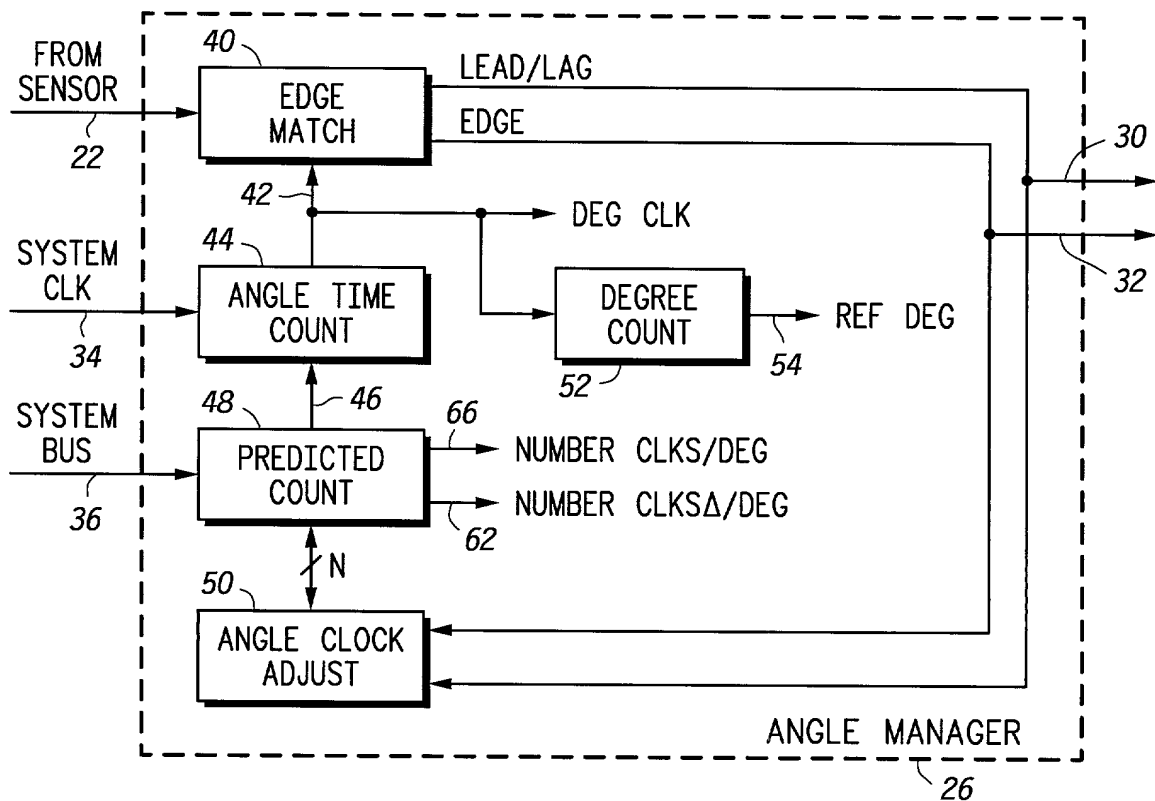 FROM
SENSOR
22
40
EDGE
MATCH
LEAD/LAG
EDGE
30
32
42
DEG CLK
SYSTEM
CLK
34
44
ANGLE TIME
COUNT
DEGREE
COUNT
52
54
REF DEG
46
SYSTEM
BUS
36
48
PREDICTED
COUNT
66
NUMBER CLKS/DEG
NUMBER CLKSΔ/DEG
62
N
50
ANGLE CLOCK
ADJUST
ANGLE MANAGER
26